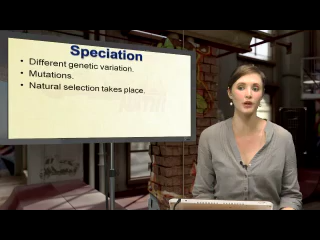 Speciation
• Different genetic variation.
• Mutations.
• Natural selection takes place.